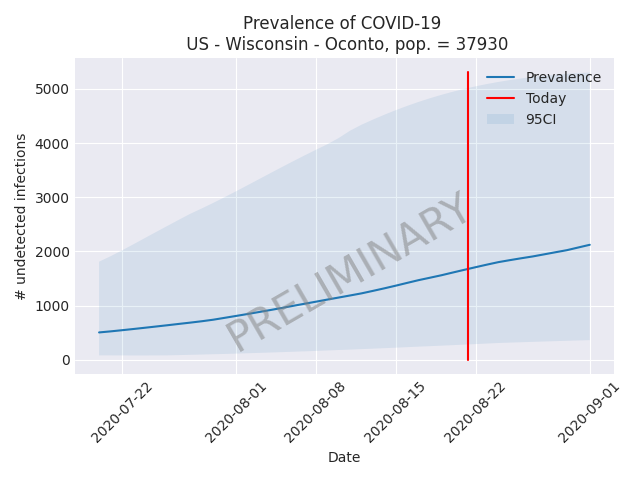 Prevalence of COVID-19
US - Wisconsin - Oconto, pop. = 37930
Prevalence
Today
95CI
5000
4000
3000
2000
1000
0
# undetected infections
PRELIMINARY
2020-07-22
2020-08-01
2020-08-08
2020-08-15
2020-08-22
2020-09-01
Date